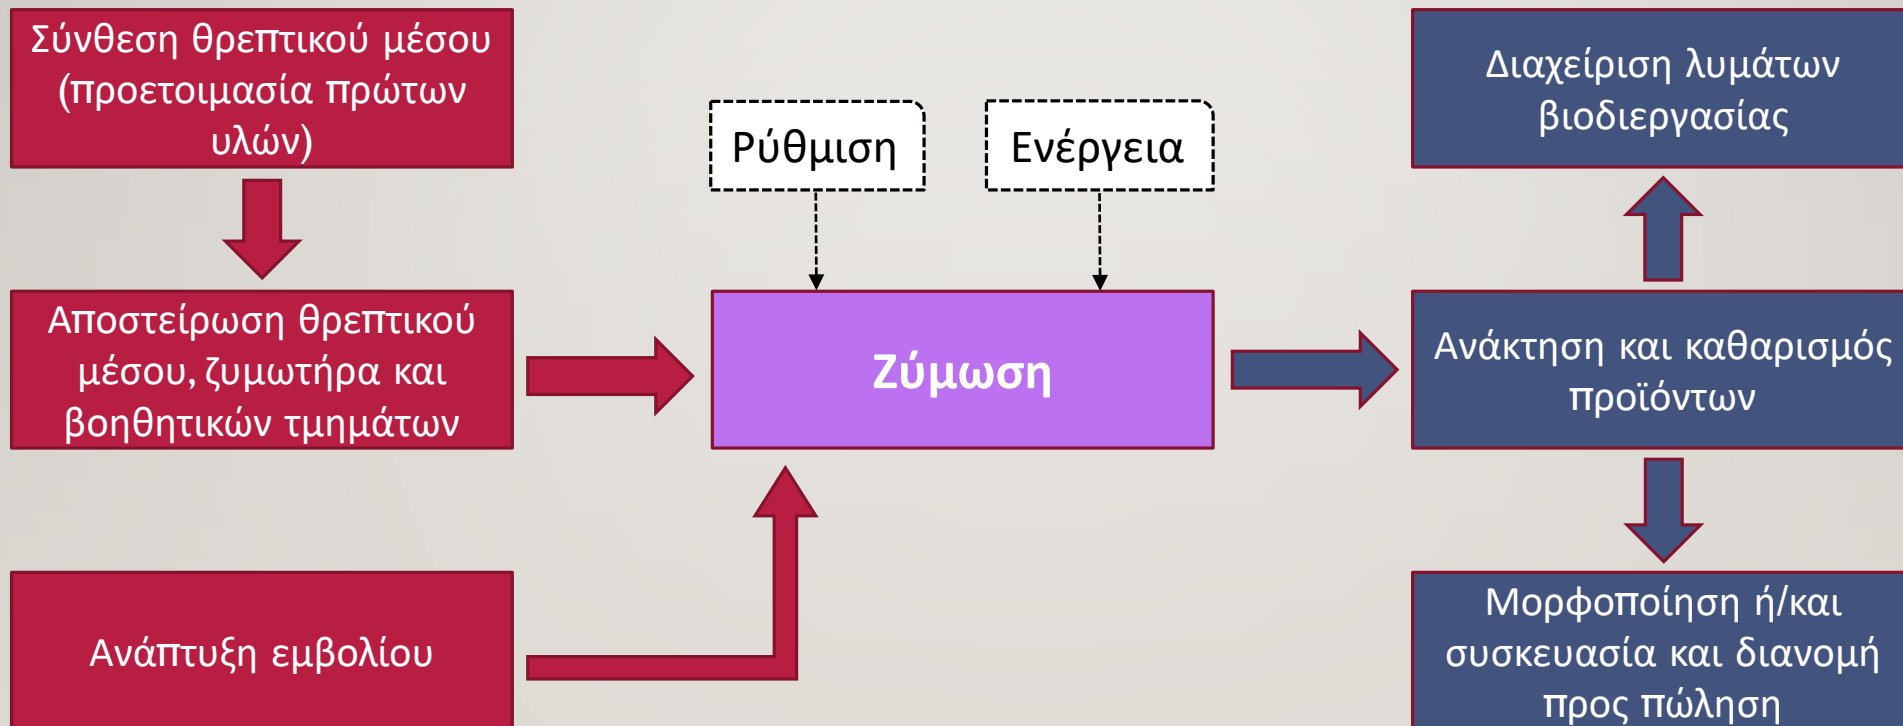 Σύνθεση θρεπτικού μέσου
(προετοιμασία πρώτων
υλών)
Αποστείρωση θρεπτικού
μέσου, ζυμωτήρα και
βοηθητικών τμημάτων
Ανάπτυξη εμβολίου
Ρύθμιση
Ενέργεια
Ζύμωση
Διαχείριση λυμάτων
βιοδιεργασίας
Ανάκτηση και καθαρισμός
προϊόντων
Μορφοποίηση ή/και
συσκευασία και διανομή
προς πώληση